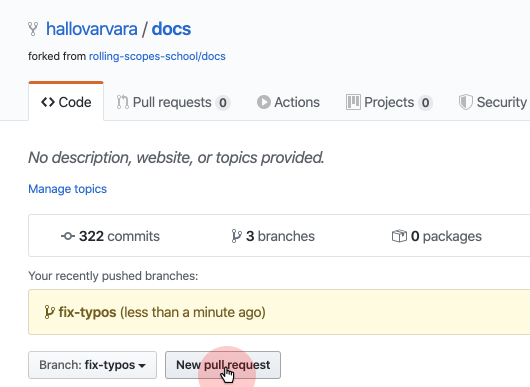 hallovarvara / docs
forked from rolling-scopes-school/docs
Code Pull requests 0 Actions Projects 0 Security
No description, website, or topics provided.
Manage topics
322 commits 3 branches 0 packages
Your recently pushed branches:
fix-typos (less than a minute ago)
Branch: fix-typos New pull request